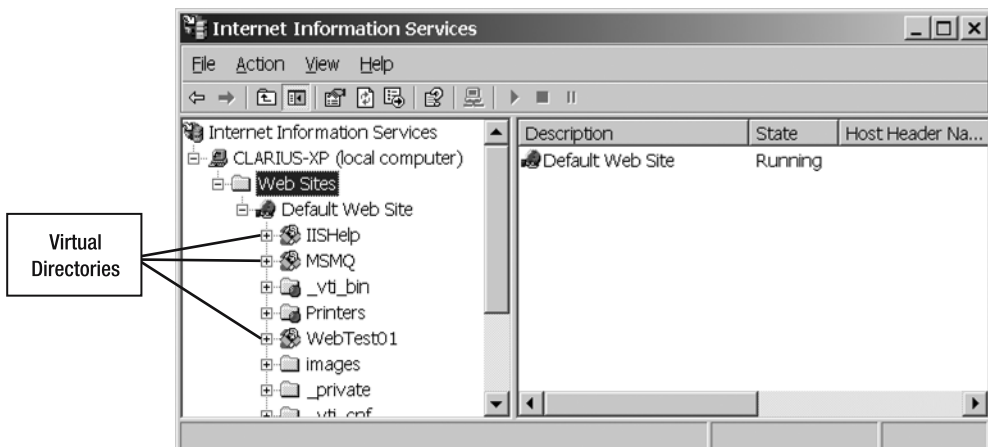 Internet Information Services
File Action View Help
Internet Information Services
CLARIUS-XP (local computer)
Web Sites
Default Web Site
IISHelp
MSMQ
_vti_bin
Printers
WebTest01
images
_private
_vti_cnf
Description State Host Header Na...
Default Web Site Running
Virtual
Directories